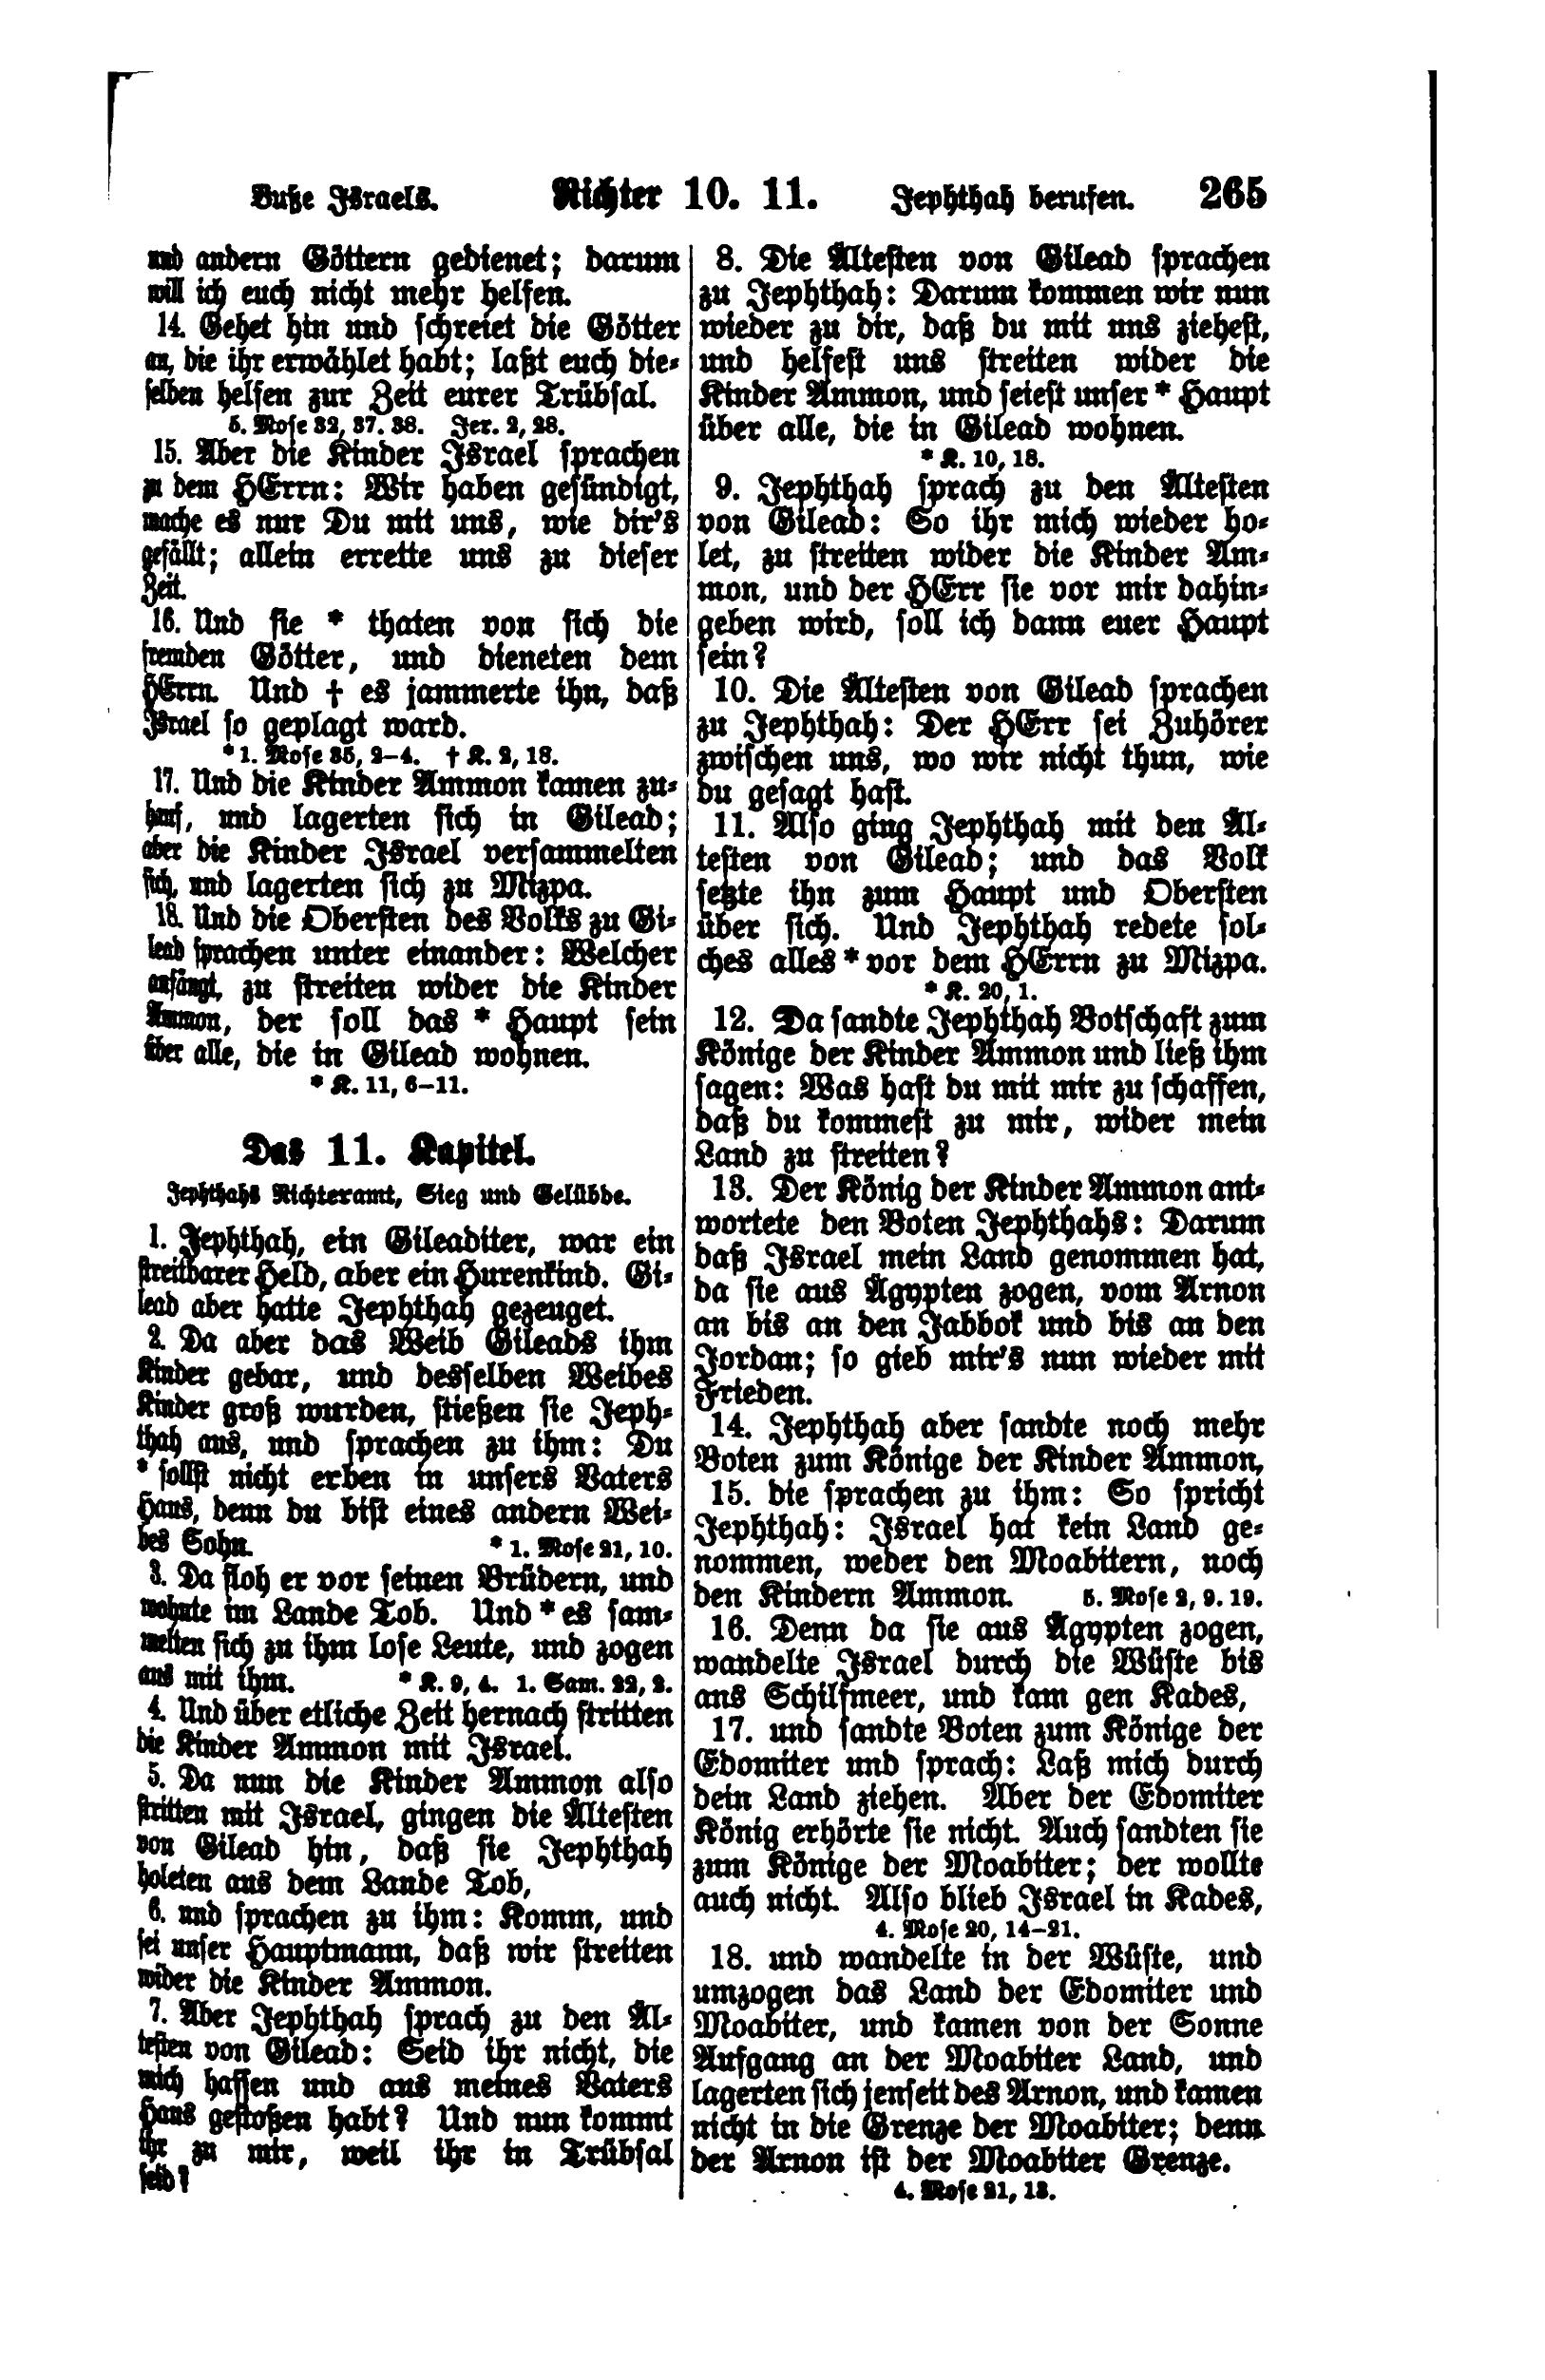 Buße Israels. Richter 10. 11. Jephthah berufen. 265
und andern Göttern gedienet; darum
will ich euch nicht mehr helfen.
14. Gehet hin und schreiet die Götter
an, die ihr erwählet habt; laßt euch die-
selben helfen zur Zeit eurer Trübsal.
5. Mose 32, 37. 38. Jer. 2, 28.
15. Aber die Kinder Israel sprachen
zu dem HErrn: Wir haben gesündigt,
mache es nur Du mit uns, wie dir's
gefällt; allein errette uns zu dieser
Zeit.
16. Und sie * thaten von sich die
fremden Götter, und dieneten dem
HErrn. Und † es jammerte ihn, daß
Israel so geplagt ward.
* 1. Mose 35, 2–4. † K. 2, 18.
17. Und die Kinder Ammon kamen zu-
hauf, und lagerten sich in Gilead;
aber die Kinder Israel versammelten
sich, und lagerten sich zu Mizpa.
18. Und die Obersten des Volks zu Gi-
lead sprachen unter einander: Welcher
anfängt, zu streiten wider die Kinder
Ammon, der soll das * Haupt sein
über alle, die in Gilead wohnen.
* K. 11, 6–11.
Das 11. Kapitel.
Jephthahs Richteramt, Sieg und Gelübde.
1. Jephthah, ein Gileaditer, war ein
streitbarer Held, aber ein Hurenkind. Gi-
lead aber hatte Jephthah gezeuget.
2. Da aber das Weib Gileads ihm
Kinder gebar, und desselben Weibes
Kinder groß wurden, stießen sie Jeph-
thah aus, und sprachen zu ihm: Du
* sollst nicht erben in unsers Vaters
Haus, denn du bist eines andern Wei-
bes Sohn. * 1. Mose 21, 10.
3. Da floh er vor seinen Brüdern, und
wohnte im Lande Tob. Und * es sam-
melten sich zu ihm lose Leute, und zogen
aus mit ihm. * K. 9, 4. 1. Sam. 22, 2.
4. Und über etliche Zeit hernach stritten
die Kinder Ammon mit Israel.
5. Da nun die Kinder Ammon also
stritten mit Israel, gingen die Ältesten
von Gilead hin, daß sie Jephthah
holeten aus dem Lande Tob,
6. und sprachen zu ihm: Komm, und
sei unser Hauptmann, daß wir streiten
wider die Kinder Ammon.
7. Aber Jephthah sprach zu den Äl-
testen von Gilead: Seid ihr nicht, die
mich hassen und aus meines Vaters
Haus gestoßen habt? Und nun kommt
ihr zu mir, weil ihr in Trübsal
seid?
8. Die Ältesten von Gilead sprachen
zu Jephthah: Darum kommen wir nun
wieder zu dir, daß du mit uns ziehest,
und helfest uns streiten wider die
Kinder Ammon, und seiest unser * Haupt
über alle, die in Gilead wohnen.
* K. 10, 18.
9. Jephthah sprach zu den Ältesten
von Gilead: So ihr mich wieder ho-
let, zu streiten wider die Kinder Am-
mon, und der HErr sie vor mir dahin-
geben wird, soll ich dann euer Haupt
sein?
10. Die Ältesten von Gilead sprachen
zu Jephthah: Der HErr sei Zuhörer
zwischen uns, wo wir nicht thun, wie
du gesagt hast.
11. Also ging Jephthah mit den Äl-
testen von Gilead; und das Volk
setzte ihn zum Haupt und Obersten
über sich. Und Jephthah redete sol-
ches alles * vor dem HErrn zu Mizpa.
* K. 20, 1.
12. Da sandte Jephthah Botschaft zum
Könige der Kinder Ammon und ließ ihm
sagen: Was hast du mit mir zu schaffen,
daß du kommest zu mir, wider mein
Land zu streiten?
13. Der König der Kinder Ammon ant-
wortete den Boten Jephthahs: Darum
daß Israel mein Land genommen hat,
da sie aus Ägypten zogen, vom Arnon
an bis an den Jabbok und bis an den
Jordan; so gieb mir's nun wieder mit
Frieden.
14. Jephthah aber sandte noch mehr
Boten zum Könige der Kinder Ammon,
15. die sprachen zu ihm: So spricht
Jephthah: Israel hat kein Land ge-
nommen, weder den Moabitern, noch
den Kindern Ammon. 5. Mose 2, 9. 19.
16. Denn da sie aus Ägypten zogen,
wandelte Israel durch die Wüste bis
ans Schilfmeer, und kam gen Kades,
17. und sandte Boten zum Könige der
Edomiter und sprach: Laß mich durch
dein Land ziehen. Aber der Edomiter
König erhörte sie nicht. Auch sandten sie
zum Könige der Moabiter; der wollte
auch nicht. Also blieb Israel in Kades,
4. Mose 20, 14–21.
18. und wandelte in der Wüste, und
umzogen das Land der Edomiter und
Moabiter, und kamen von der Sonne
Aufgang an der Moabiter Land, und
lagerten sich jenseit des Arnon, und kamen
nicht in die Grenze der Moabiter; denn
der Arnon ist der Moabiter Grenze.
4. Mose 21, 13.